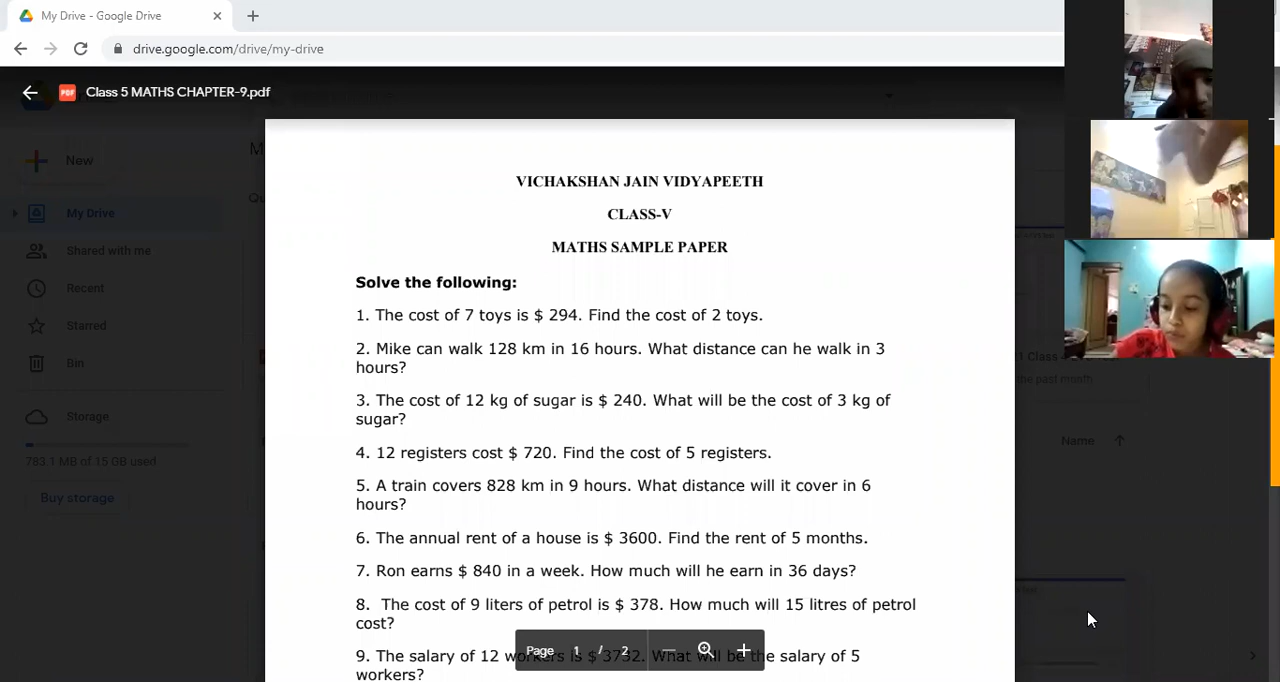 My Drive - Google Drive
drive.google.com/drive/my-drive
PDF Class 5 MATHS CHAPTER-9.pdf
New
My Drive
Shared with me
Recent
Starred
Bin
Storage
783.1 MB of 15 GB used
Buy storage
VICHAKSHAN JAIN VIDYAPEETH
CLASS-V
MATHS SAMPLE PAPER
Solve the following:
1. The cost of 7 toys is $ 294. Find the cost of 2 toys.
2. Mike can walk 128 km in 16 hours. What distance can he walk in 3
hours?
3. The cost of 12 kg of sugar is $ 240. What will be the cost of 3 kg of
sugar?
4. 12 registers cost $ 720. Find the cost of 5 registers.
5. A train covers 828 km in 9 hours. What distance will it cover in 6
hours?
6. The annual rent of a house is $ 3600. Find the rent of 5 months.
7. Ron earns $ 840 in a week. How much will he earn in 36 days?
8. The cost of 9 liters of petrol is $ 378. How much will 15 litres of petrol
cost?
9. The salary of 12 workers is $ 3732. What will be the salary of 5
workers?
Page 1 / 2
the past month
Name